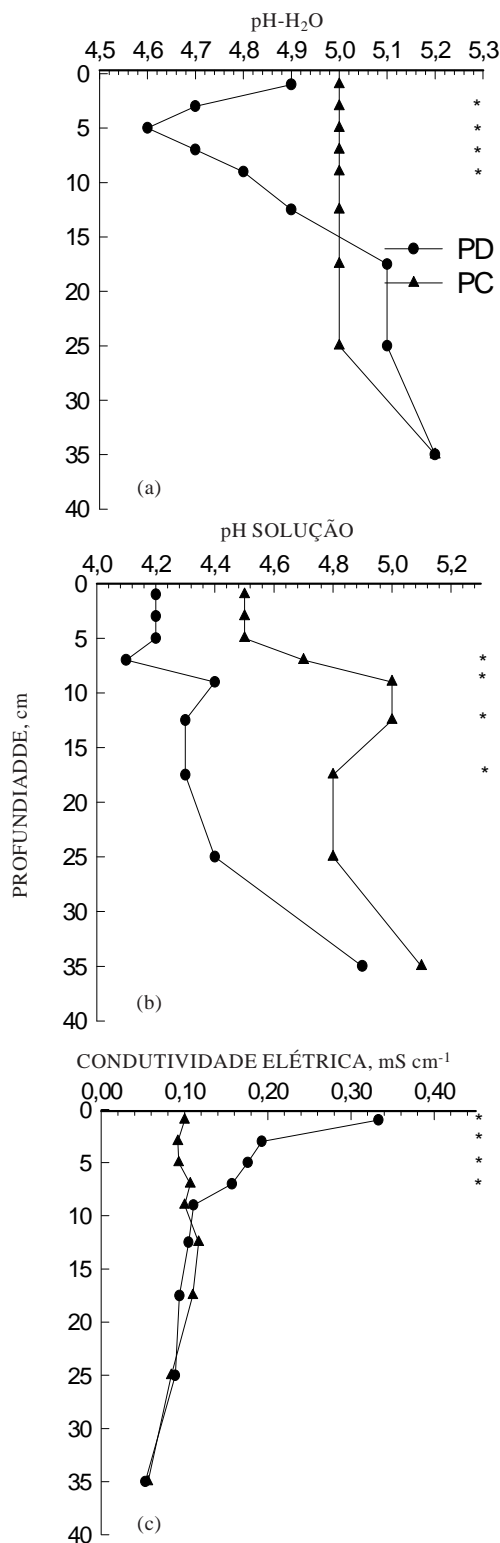 pH-H₂O
4,5 4,6 4,7 4,8 4,9 5,0 5,1 5,2 5,3
0
*
5 *
*
10 *
15
PD
20 PC
25
30
35
40
(a)
pH SOLUÇÃO
4,0 4,2 4,4 4,6 4,8 5,0 5,2
0
5
*
*
10
*
15
*
20
25
30
35
40
(b)
PROFUNDIADDE, cm
CONDUTIVIDADE ELÉTRICA, mS cm⁻¹
0,00 0,10 0,20 0,30 0,40
0
*
*
5 *
*
10
15
20
25
30
35
40
(c)